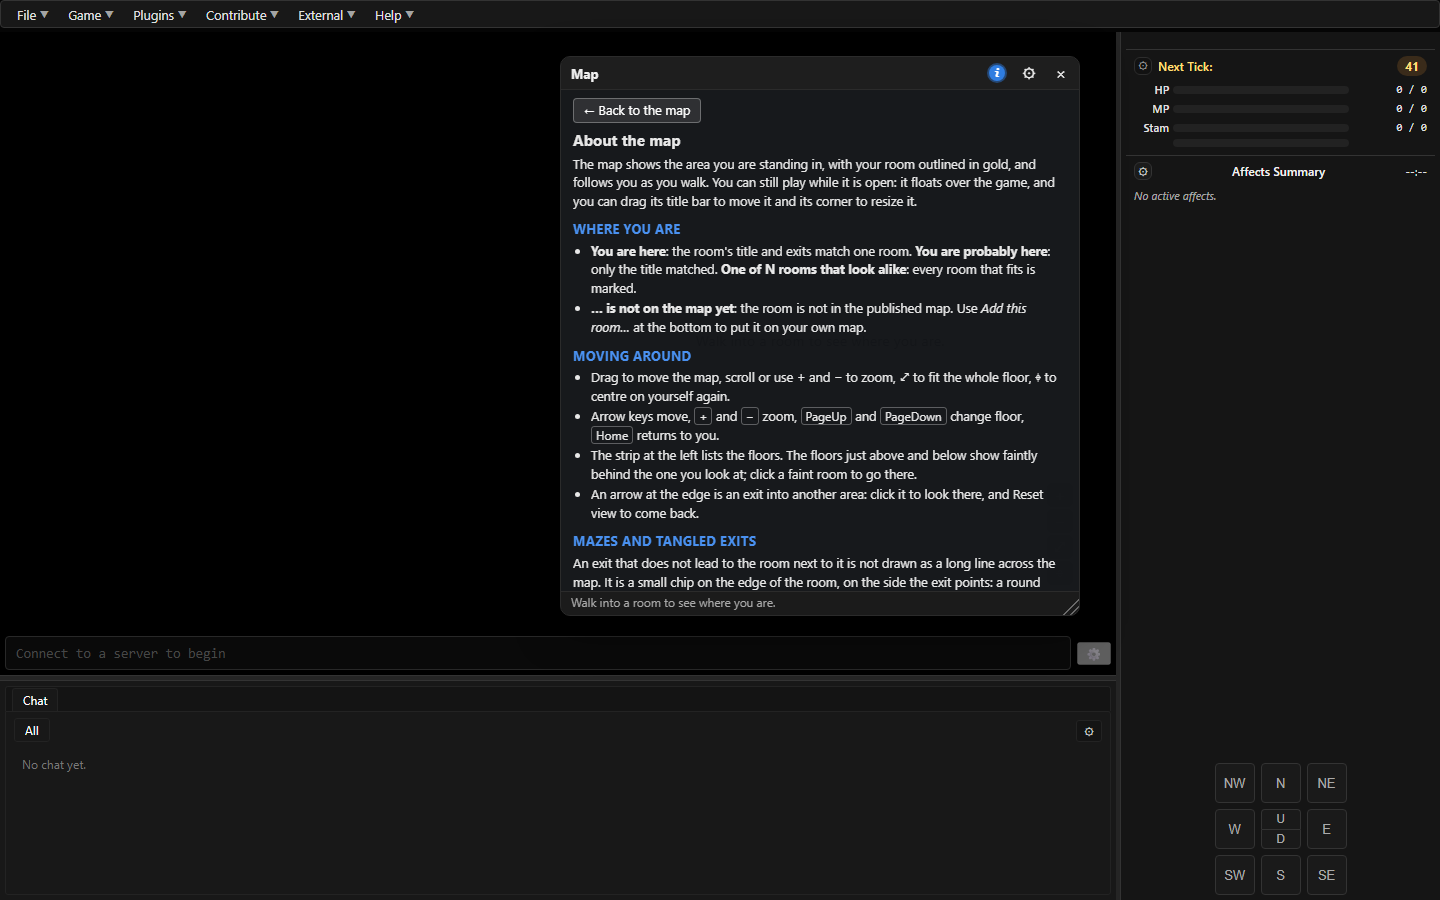 File ▼ Game ▼ Plugins ▼ Contribute ▼ External ▼ Help ▼
Map
← Back to the map
About the map
The map shows the area you are standing in, with your room outlined in gold, and
follows you as you walk. You can still play while it is open: it floats over the game, and
you can drag its title bar to move it and its corner to resize it.
WHERE YOU ARE
• You are here: the room's title and exits match one room. You are probably here:
only the title matched. One of N rooms that look alike: every room that fits is
marked.
• ... is not on the map yet: the room is not in the published map. Use Add this
room... at the bottom to put it on your own map.
MOVING AROUND
• Drag to move the map, scroll or use + and − to zoom, ⤢ to fit the whole floor, ⌖ to
centre on yourself again.
• Arrow keys move, + and − zoom, PageUp and PageDown change floor,
Home returns to you.
• The strip at the left lists the floors. The floors just above and below show faintly
behind the one you look at; click a faint room to go there.
• An arrow at the edge is an exit into another area: click it to look there, and Reset
view to come back.
MAZES AND TANGLED EXITS
An exit that does not lead to the room next to it is not drawn as a long line across the
map. It is a small chip on the edge of the room, on the side the exit points: a round
Walk into a room to see where you are.
Connect to a server to begin
Chat
All
No chat yet.
Next Tick: 41
HP 0 / 0
MP 0 / 0
Stam 0 / 0
Affects Summary --:--
No active affects.
NW N NE
W U E
D
SW S SE